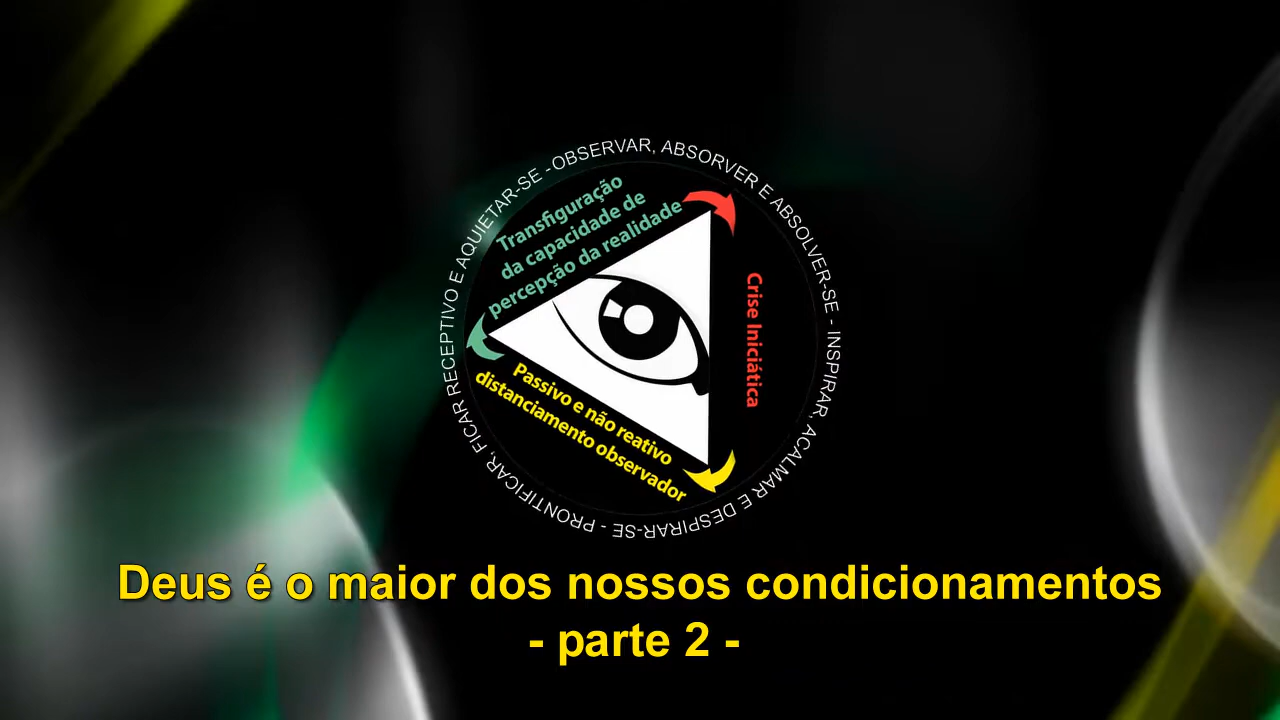 OBSERVAR, ABSORVER E ABSOLVER-SE - INSPIRAR, ACALMAR E DESPIRAR-SE - PRONTIFICAR, FICAR RECEPTIVO E AQUIETAR-SE -
Transfiguração
da capacidade de
percepção da realidade
Crise Iniciática
Passivo e não reativo
distanciamento observador
Deus é o maior dos nossos condicionamentos
- parte 2 -